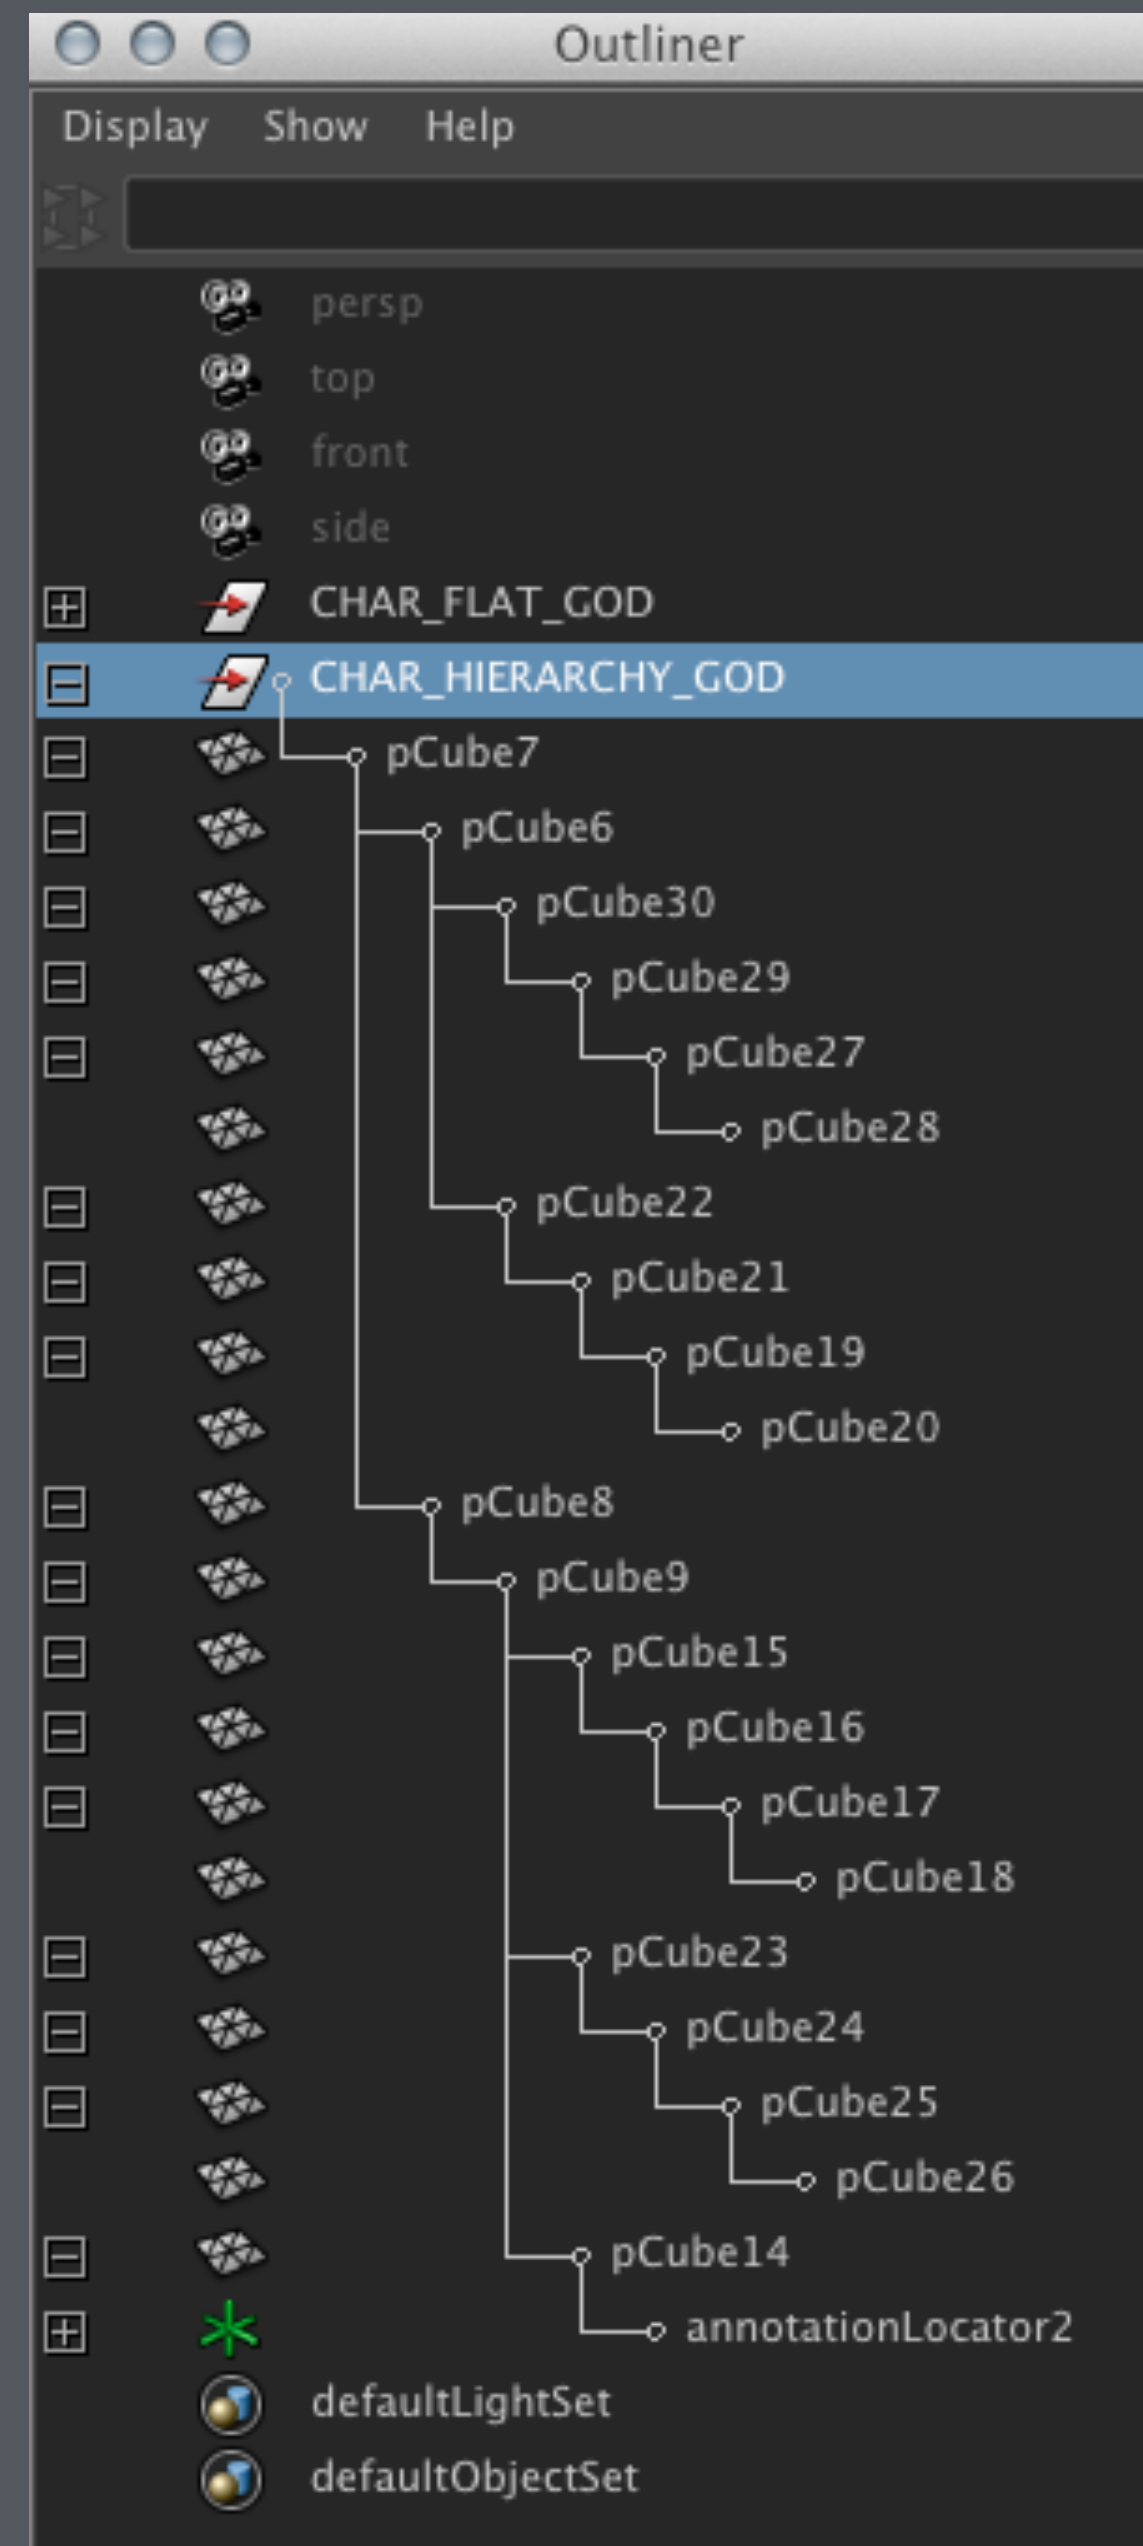 Outliner
Display Show Help
persp
top
front
side
CHAR_FLAT_GOD
CHAR_HIERARCHY_GOD
pCube7
pCube6
pCube30
pCube29
pCube27
pCube28
pCube22
pCube21
pCube19
pCube20
pCube8
pCube9
pCube15
pCube16
pCube17
pCube18
pCube23
pCube24
pCube25
pCube26
pCube14
annotationLocator2
defaultLightSet
defaultObjectSet